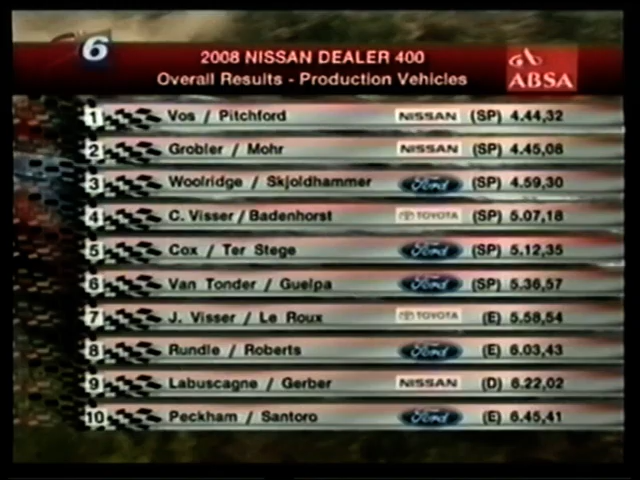 6
2008 NISSAN DEALER 400
Overall Results - Production Vehicles
ABSA
1 Vos / Pitchford NISSAN (SP) 4.44,32
2 Grobler / Mohr NISSAN (SP) 4.45,08
3 Woolridge / Skjoldhammer Ford (SP) 4.59,30
4 C. Visser / Badenhorst TOYOTA (SP) 5.07,18
5 Cox / Ter Stege Ford (SP) 5.12,35
6 Van Tonder / Guelpa Ford (SP) 5.36,57
7 J. Visser / Le Roux TOYOTA (E) 5.58,54
8 Rundle / Roberts Ford (E) 6.03,43
9 Labuscagne / Gerber NISSAN (D) 6.22,02
10 Peckham / Santoro Ford (E) 6.45,41